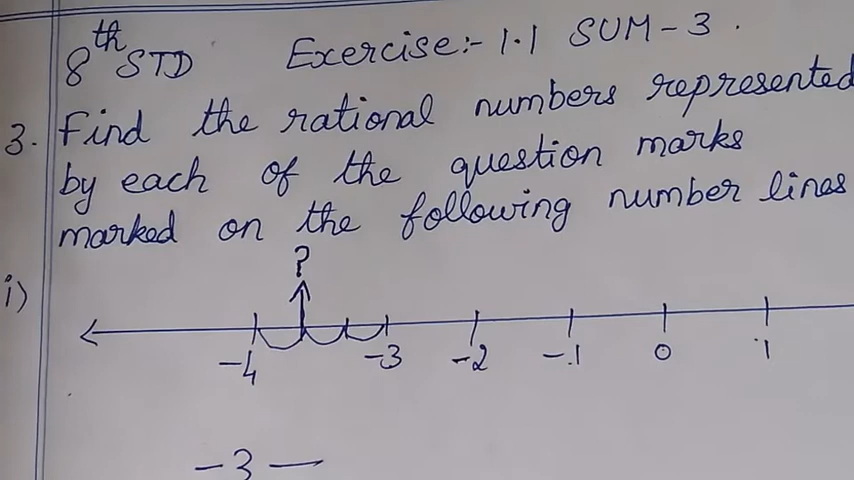 8th STD Exercise:- 1.1 SUM-3.
3. Find the rational numbers represented
by each of the question marks
marked on the following number lines
i) ?
-4 -3 -2 -1 0 1
-3 —